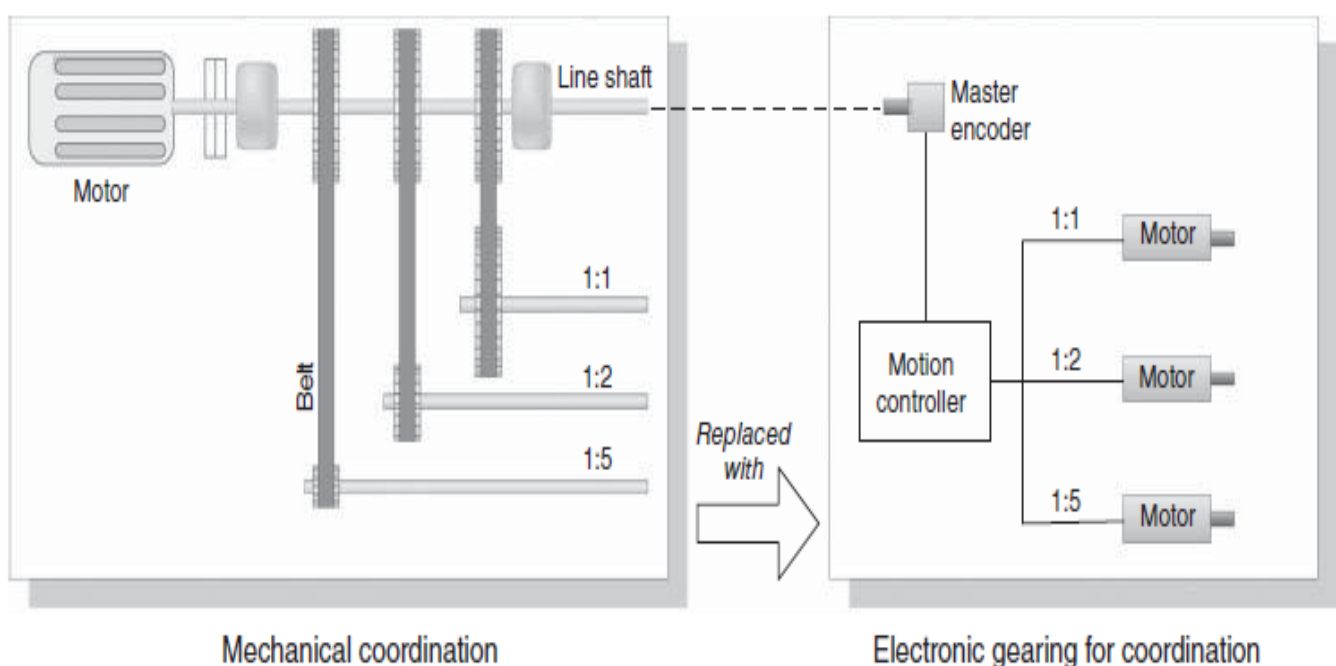 Line shaft
Motor
Belt
1:1
1:2
1:5
Mechanical coordination
Replaced
with
Master
encoder
Motion
controller
1:1
Motor
1:2
Motor
1:5
Motor
Electronic gearing for coordination